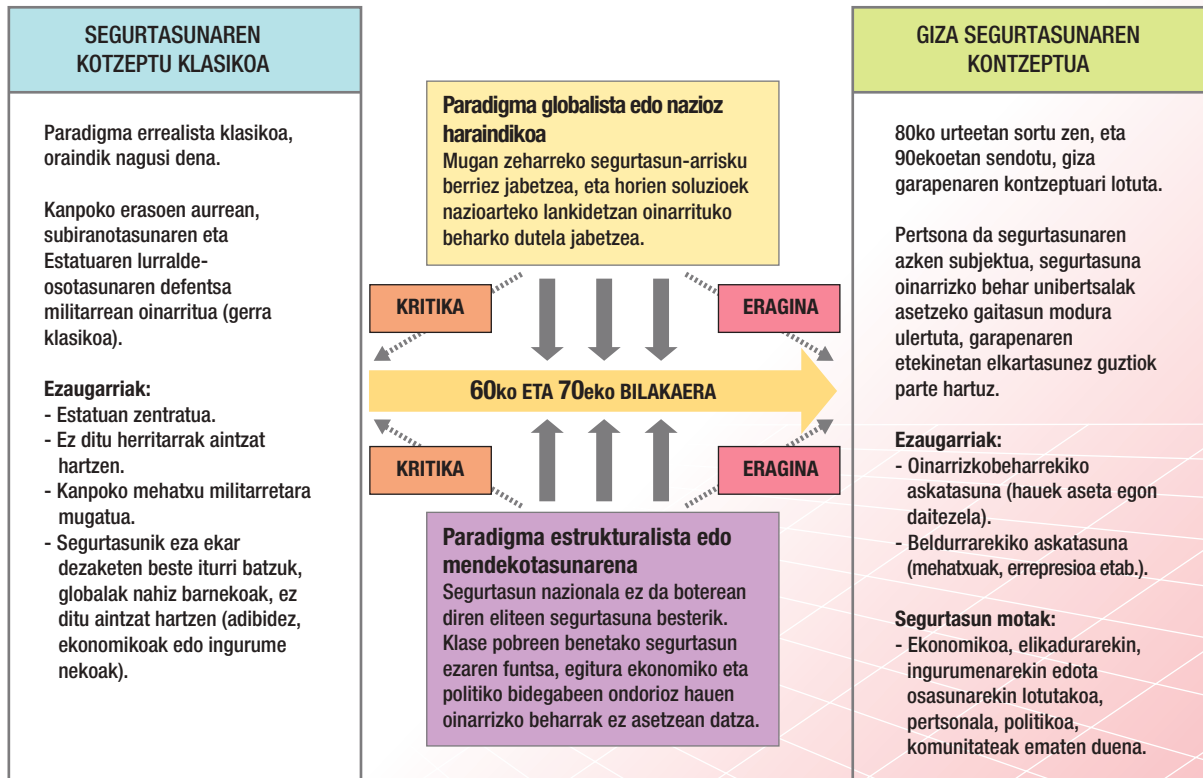 SEGURTASUNAREN
KOTZEPTU KLASIKOA
Paradigma errealista klasikoa,
oraindik nagusi dena.
Kanpoko erasoen aurrean,
subiranotasunaren eta
Estatuaren lurralde-
osotasunaren defentsa
militarrean oinarritua (gerra
klasikoa).
Ezaugarriak:
- Estatuan zentratua.
- Ez ditu herritarrak aintzat
hartzen.
- Kanpoko mehatxu militarretara
mugatua.
- Segurtasunik eza ekar
dezaketen beste iturri batzuk,
globalak nahiz barnekoak, ez
ditu aintzat hartzen (adibidez,
ekonomikoak edo ingurume
nekoak).
Paradigma globalista edo nazioz
haraindikoa
Mugan zeharreko segurtasun-arrisku
berriez jabetzea, eta horien soluzioek
nazioarteko lankidetzan oinarrituko
beharko dutela jabetzea.
KRITIKA
ERAGINA
60ko ETA 70eko BILAKAERA
KRITIKA
ERAGINA
Paradigma estrukturalista edo
mendekotasunarena
Segurtasun nazionala ez da boterean
diren eliteen segurtasuna besterik.
Klase pobreen benetako segurtasun
ezaren funtsa, egitura ekonomiko eta
politiko bidegabeen ondorioz hauen
oinarrizko beharrak ez asetzean datza.
GIZA SEGURTASUNAREN
KONTZEPTUA
80ko urteetan sortu zen, eta
90ekoetan sendotu, giza
garapenaren kontzeptuari lotuta.
Pertsona da segurtasunaren
azken subjektua, segurtasuna
oinarrizko behar unibertsalak
asetzeko gaitasun modura
ulertuta, garapenaren
etekinetan elkartasunez guztiok
parte hartuz.
Ezaugarriak:
- Oinarrizkobeharrekiko
askatasuna (hauek aseta egon
daitezela).
- Beldurrarekiko askatasuna
(mehatxuak, errepresioa etab.).
Segurtasun motak:
- Ekonomikoa, elikadurarekin,
ingurumenarekin edota
osasunarekin lotutakoa,
pertsonala, politikoa,
komunitateak ematen duena.